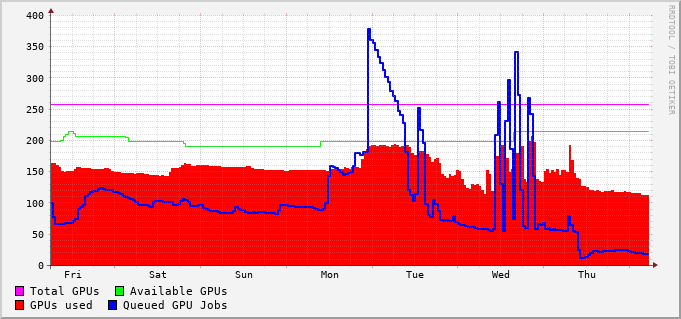 400
350
300
250
200
150
100
50
0
Fri Sat Sun Mon Tue Wed Thu
Total GPUs Available GPUs
GPUs used Queued GPU Jobs
RRDTOOL / TOBI OETIKER